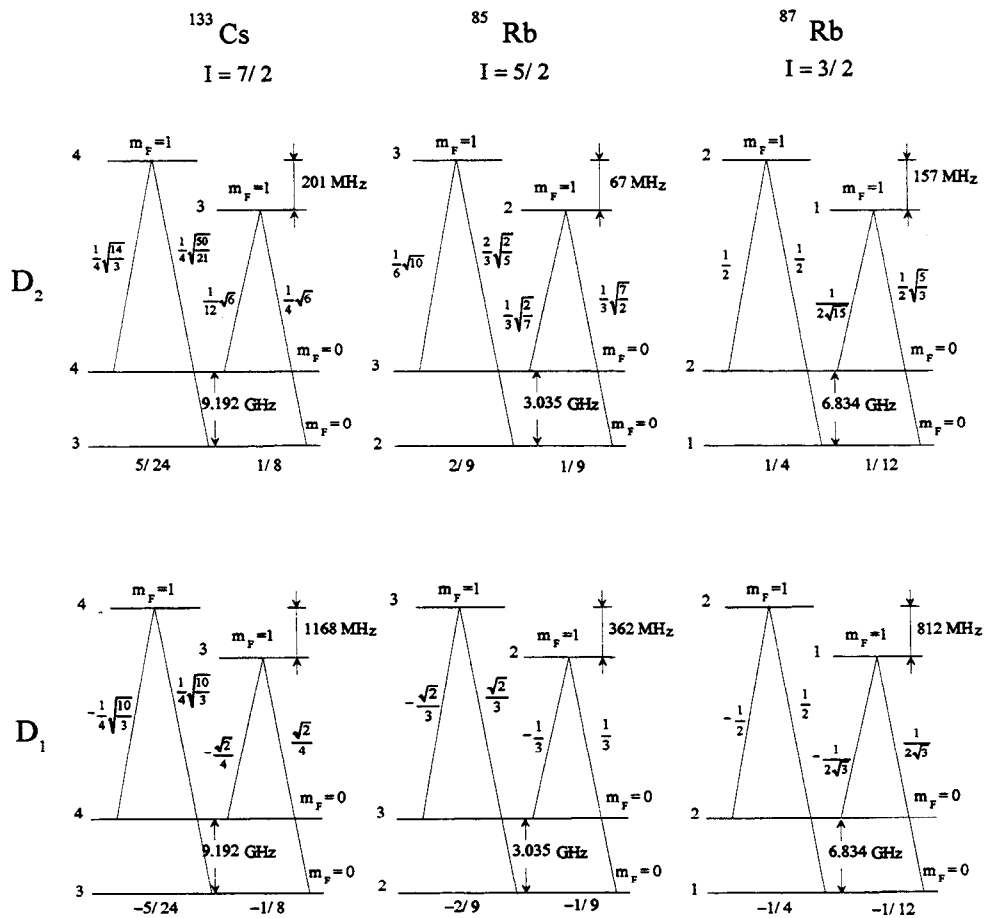 ¹³³Cs
I = 7/2
⁸⁵Rb
I = 5/2
⁸⁷Rb
I = 3/2
D₂
4
m_F=1
3
m_F=1
201 MHz
¼√(14/3)
¼√(50/21)
1/12 √6
¼√6
4
m_F=0
9.192 GHz
3
m_F=0
5/24
1/8
3
m_F=1
2
m_F=1
67 MHz
1/6 √10
2/3 √(2/5)
1/3 √(2/7)
1/3 √(7/2)
3
m_F=0
3.035 GHz
2
m_F=0
2/9
1/9
2
m_F=1
1
m_F=1
157 MHz
1/2
1/2
1/(2√15)
1/2 √(5/3)
2
m_F=0
6.834 GHz
1
m_F=0
1/4
1/12
D₁
4
m_F=1
3
m_F=1
1168 MHz
-¼√(10/3)
¼√(10/3)
-√2/4
√2/4
4
m_F=0
9.192 GHz
3
m_F=0
-5/24
-1/8
3
m_F=1
2
m_F=1
362 MHz
-√2/3
√2/3
-1/3
1/3
3
m_F=0
3.035 GHz
2
m_F=0
-2/9
-1/9
2
m_F=1
1
m_F=1
812 MHz
-1/2
1/2
-1/(2√3)
1/(2√3)
2
m_F=0
6.834 GHz
1
m_F=0
-1/4
-1/12